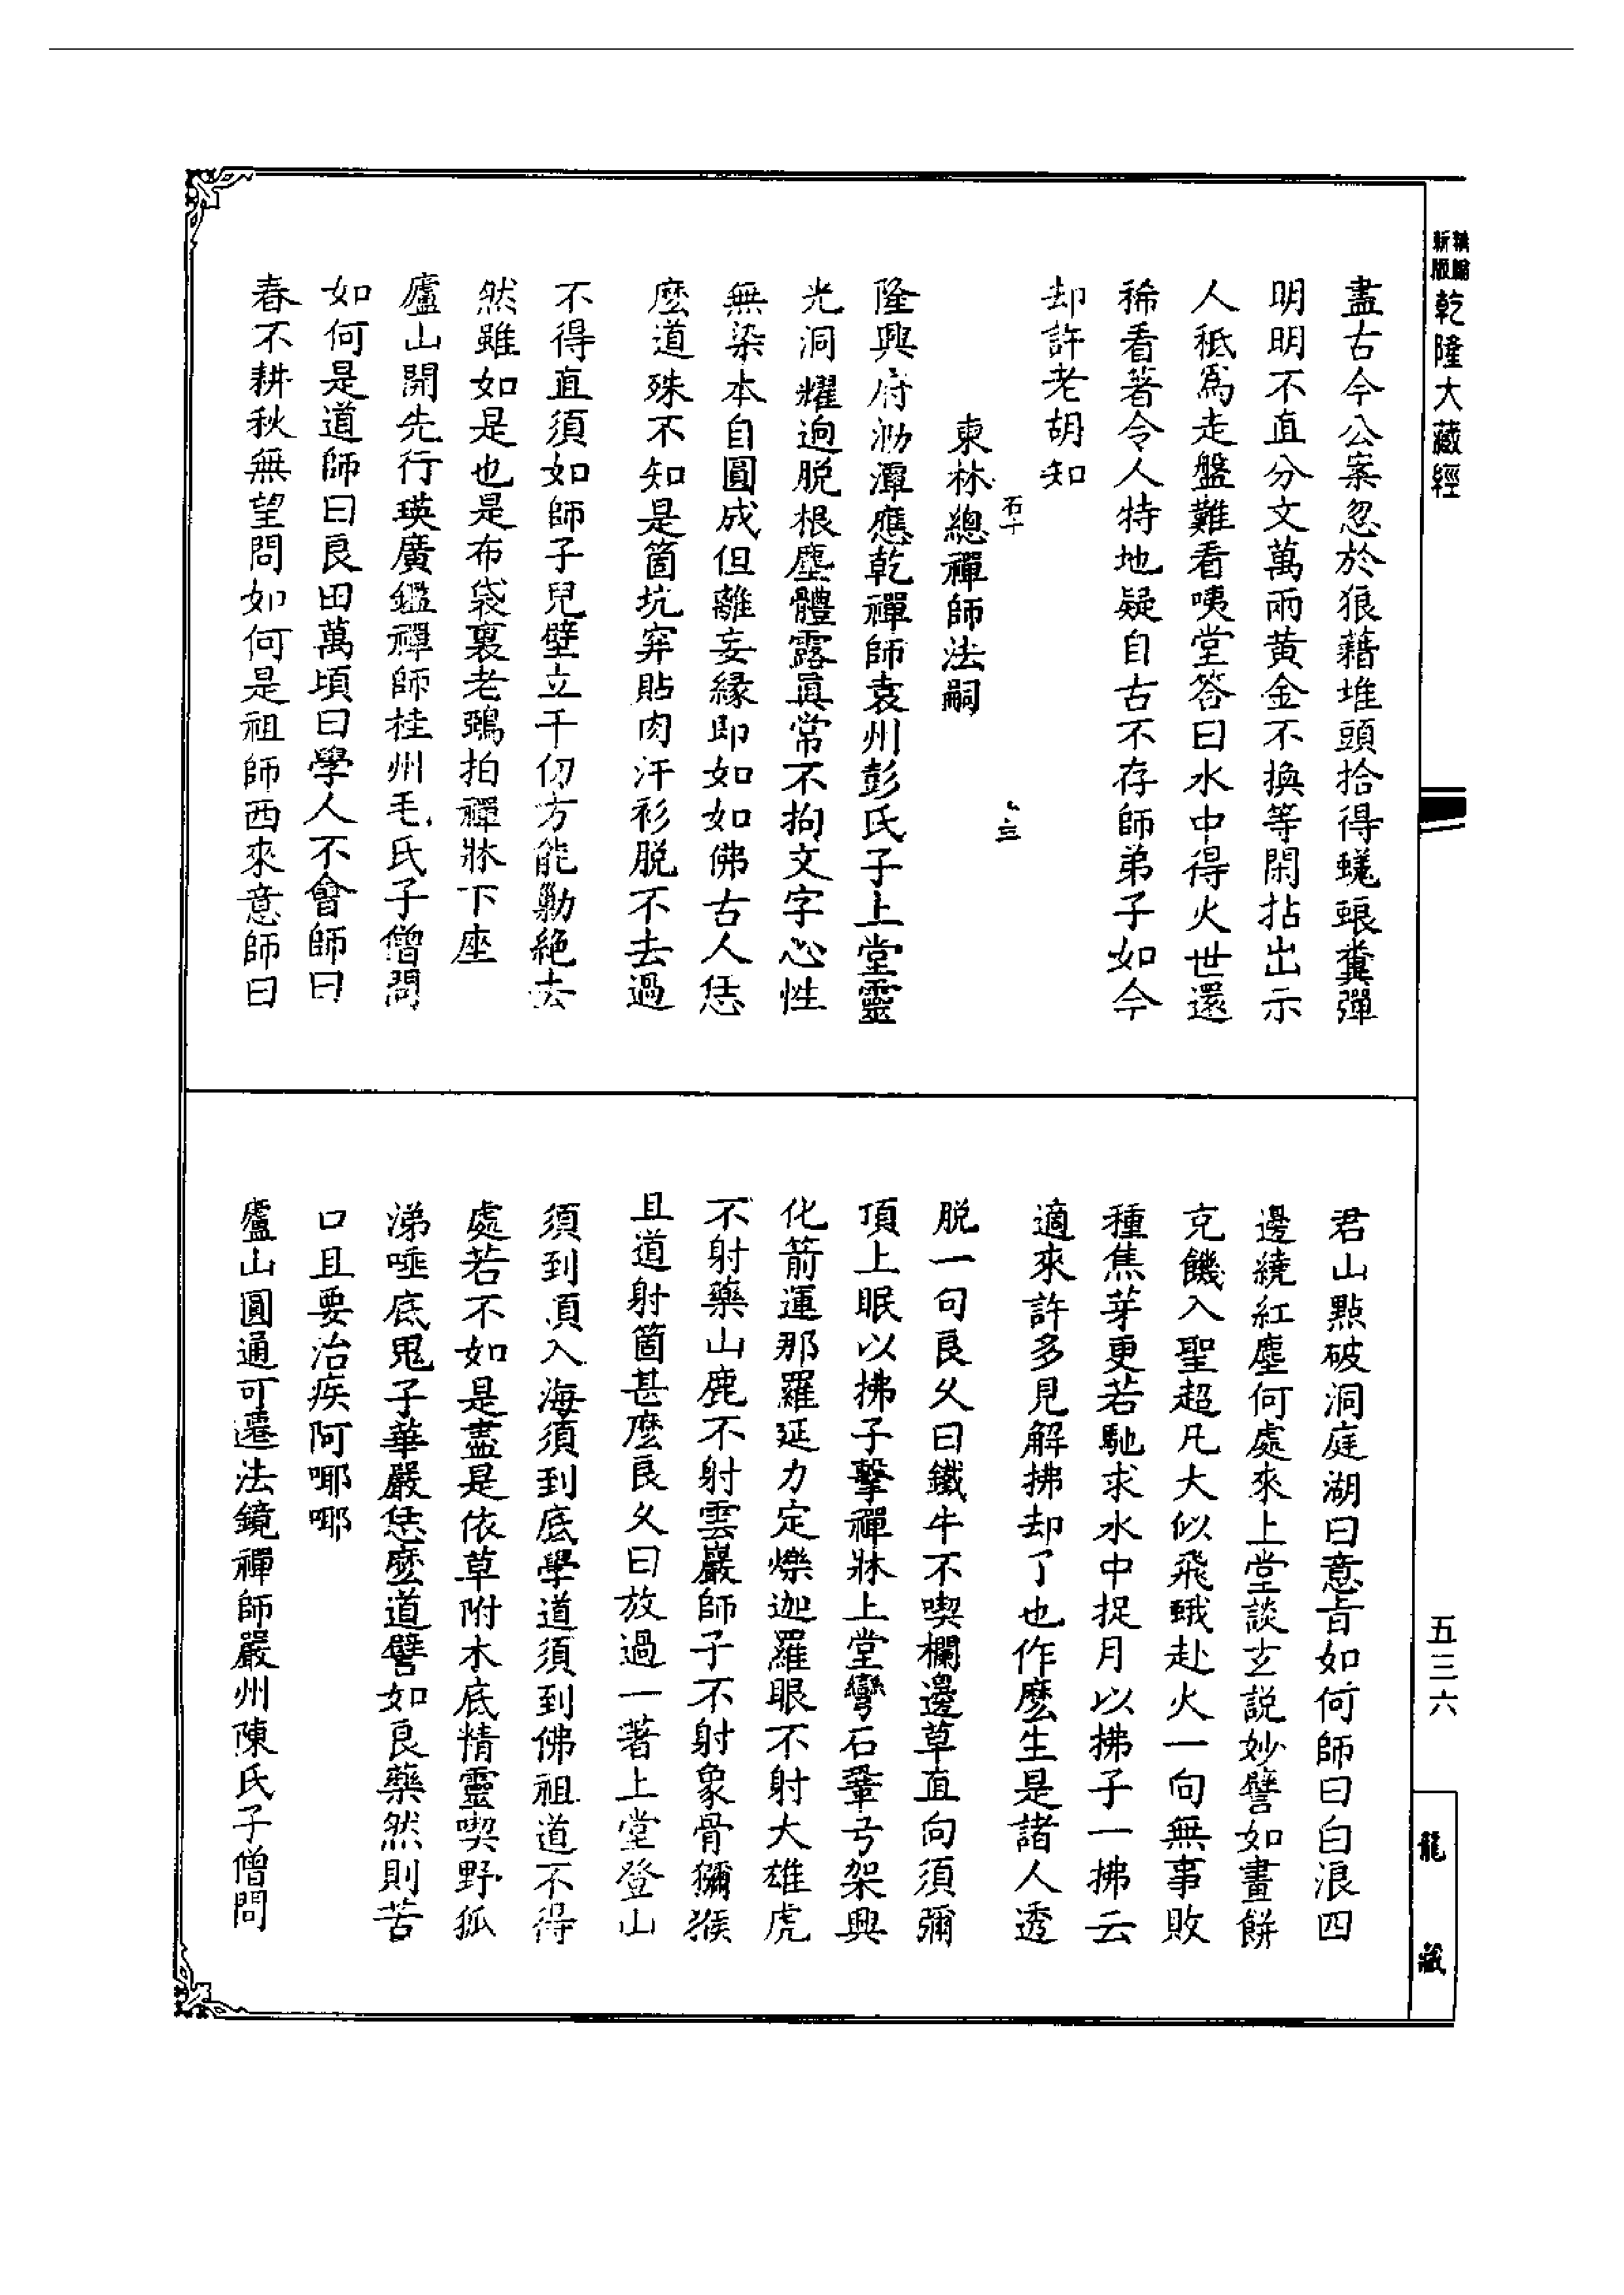 精編
新版
乾隆大藏經
盡古今公案忽於狼藉堆頭拾得蜣蜋糞彈
明明不直分文萬兩黄金不換等閑拈出示
人秪爲走盤難看咦堂答曰水中得火世還
稀看著令人特地疑自古不存師弟子如今
却許老胡知
石十
三
東林總禪師法嗣
隆興府泐潭應乾禪師袁州彭氏子上堂靈
光洞耀逈脱根塵體露眞常不拘文字心性
無染本自圓成但離妄縁即如如佛古人恁
麽道殊不知是箇坑穽貼肉汗衫脱不去過
不得直須如師子兒壁立千仞方能勦絶去
然雖如是也是布袋裏老鴉拍禪牀下座
廬山開先行瑛廣鑑禪師桂州毛氏子僧問
如何是道師曰良田萬頃曰學人不會師曰
春不耕秋無望問如何是祖師西來意師曰
君山點破洞庭湖曰意旨如何師曰白浪四
邊繞紅塵何處來上堂談玄説妙譬如畫餅
充饑入聖超凡大似飛蛾赴火一句無事敗
種焦芽更若馳求水中捉月以拂子一拂云
適來許多見解拂却了也作麽生是諸人透
脱一句良久曰鐵牛不喫欄邊草直向須彌
頂上眠以拂子擊禪牀上堂彎石鞏弓架興
化箭運那羅延力定爍迦羅眼不射大雄虎
不射藥山鹿不射雲巖師子不射象骨獼猴
且道射箇甚麽良久曰放過一著上堂登山
須到頂入海須到底學道須到佛祖道不得
處若不如是盡是依草附木底精靈喫野狐
涕唾底鬼子華嚴恁麽道譬如良藥然則苦
口且要治疾阿㖿㖿
廬山圓通可遷法鏡禪師嚴州陳氏子僧問
五三六
龍藏